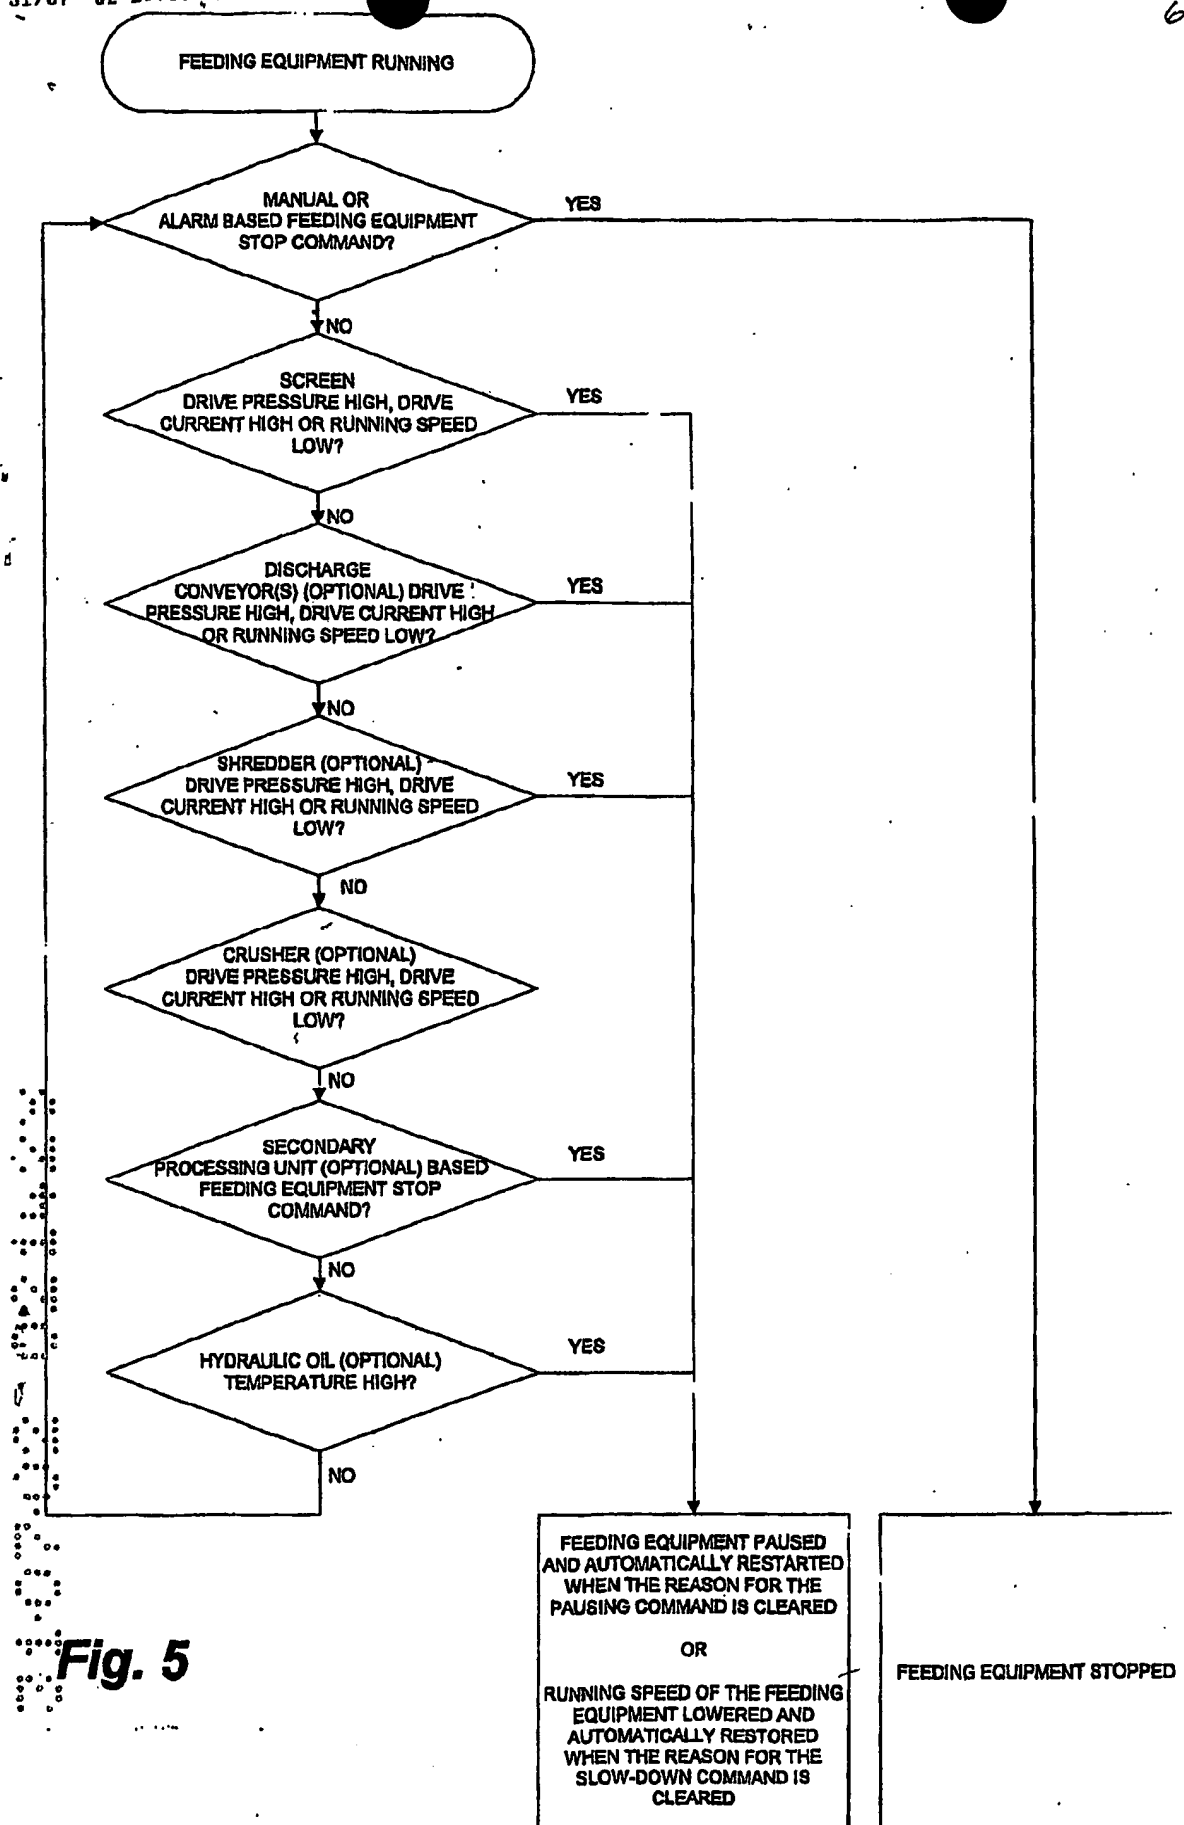 FEEDING EQUIPMENT RUNNING
MANUAL OR
ALARM BASED FEEDING EQUIPMENT
STOP COMMAND?
YES
NO
SCREEN
DRIVE PRESSURE HIGH, DRIVE
CURRENT HIGH OR RUNNING SPEED
LOW?
YES
NO
DISCHARGE
CONVEYOR(S) (OPTIONAL) DRIVE
PRESSURE HIGH, DRIVE CURRENT HIGH
OR RUNNING SPEED LOW?
YES
NO
SHREDDER (OPTIONAL)
DRIVE PRESSURE HIGH, DRIVE
CURRENT HIGH OR RUNNING SPEED
LOW?
YES
NO
CRUSHER (OPTIONAL)
DRIVE PRESSURE HIGH, DRIVE
CURRENT HIGH OR RUNNING SPEED
LOW?
NO
SECONDARY
PROCESSING UNIT (OPTIONAL) BASED
FEEDING EQUIPMENT STOP
COMMAND?
YES
NO
HYDRAULIC OIL (OPTIONAL)
TEMPERATURE HIGH?
YES
NO
FEEDING EQUIPMENT PAUSED
AND AUTOMATICALLY RESTARTED
WHEN THE REASON FOR THE
PAUSING COMMAND IS CLEARED
OR
RUNNING SPEED OF THE FEEDING
EQUIPMENT LOWERED AND
AUTOMATICALLY RESTORED
WHEN THE REASON FOR THE
SLOW-DOWN COMMAND IS
CLEARED
FEEDING EQUIPMENT STOPPED
Fig. 5
6